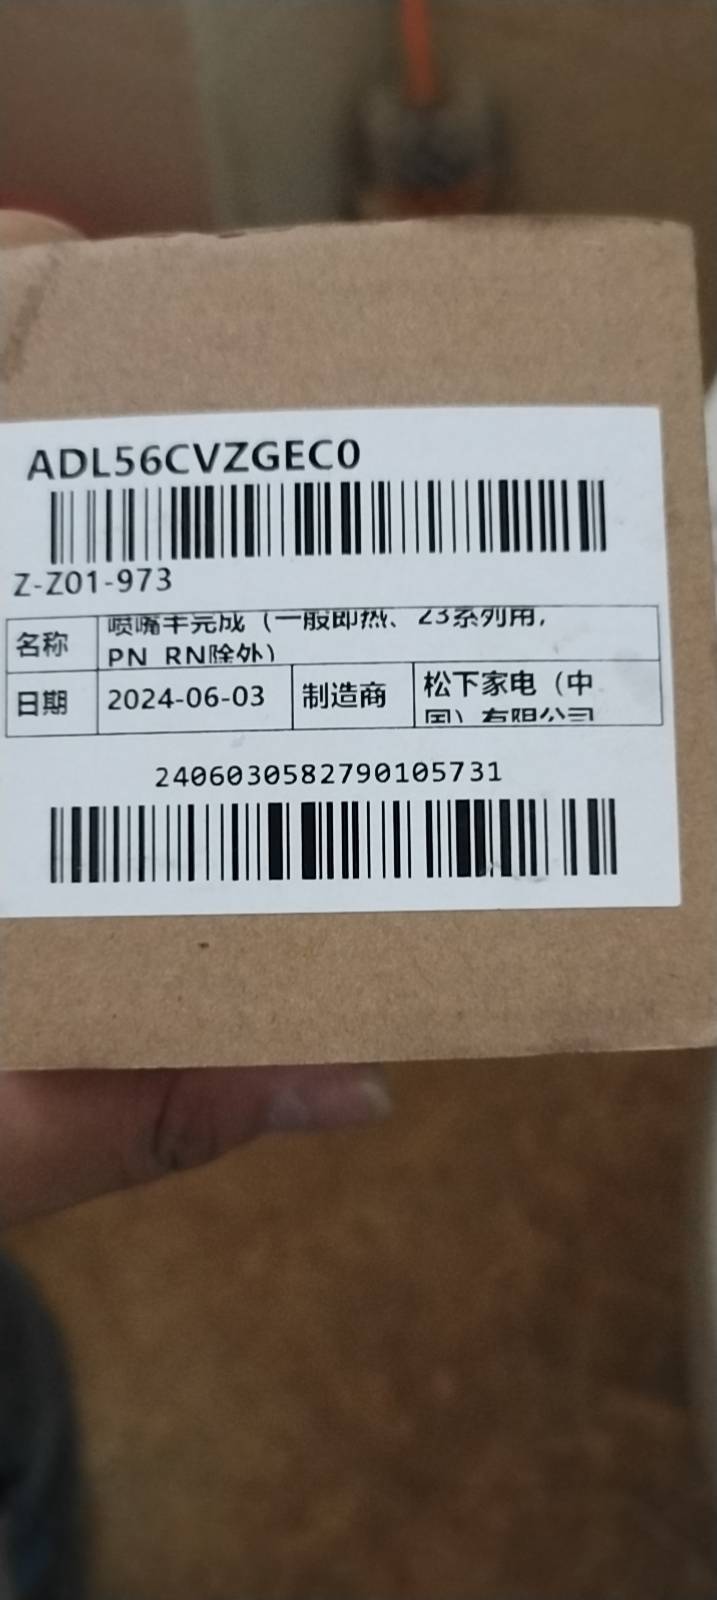 ADL56CVZGEC0
Z-Z01-973
名称
喷嘴半完成（一般即热、23系列用，
PN RN除外）
日期
2024-06-03
制造商
松下家电（中
国）有限公司
2406030582790105731